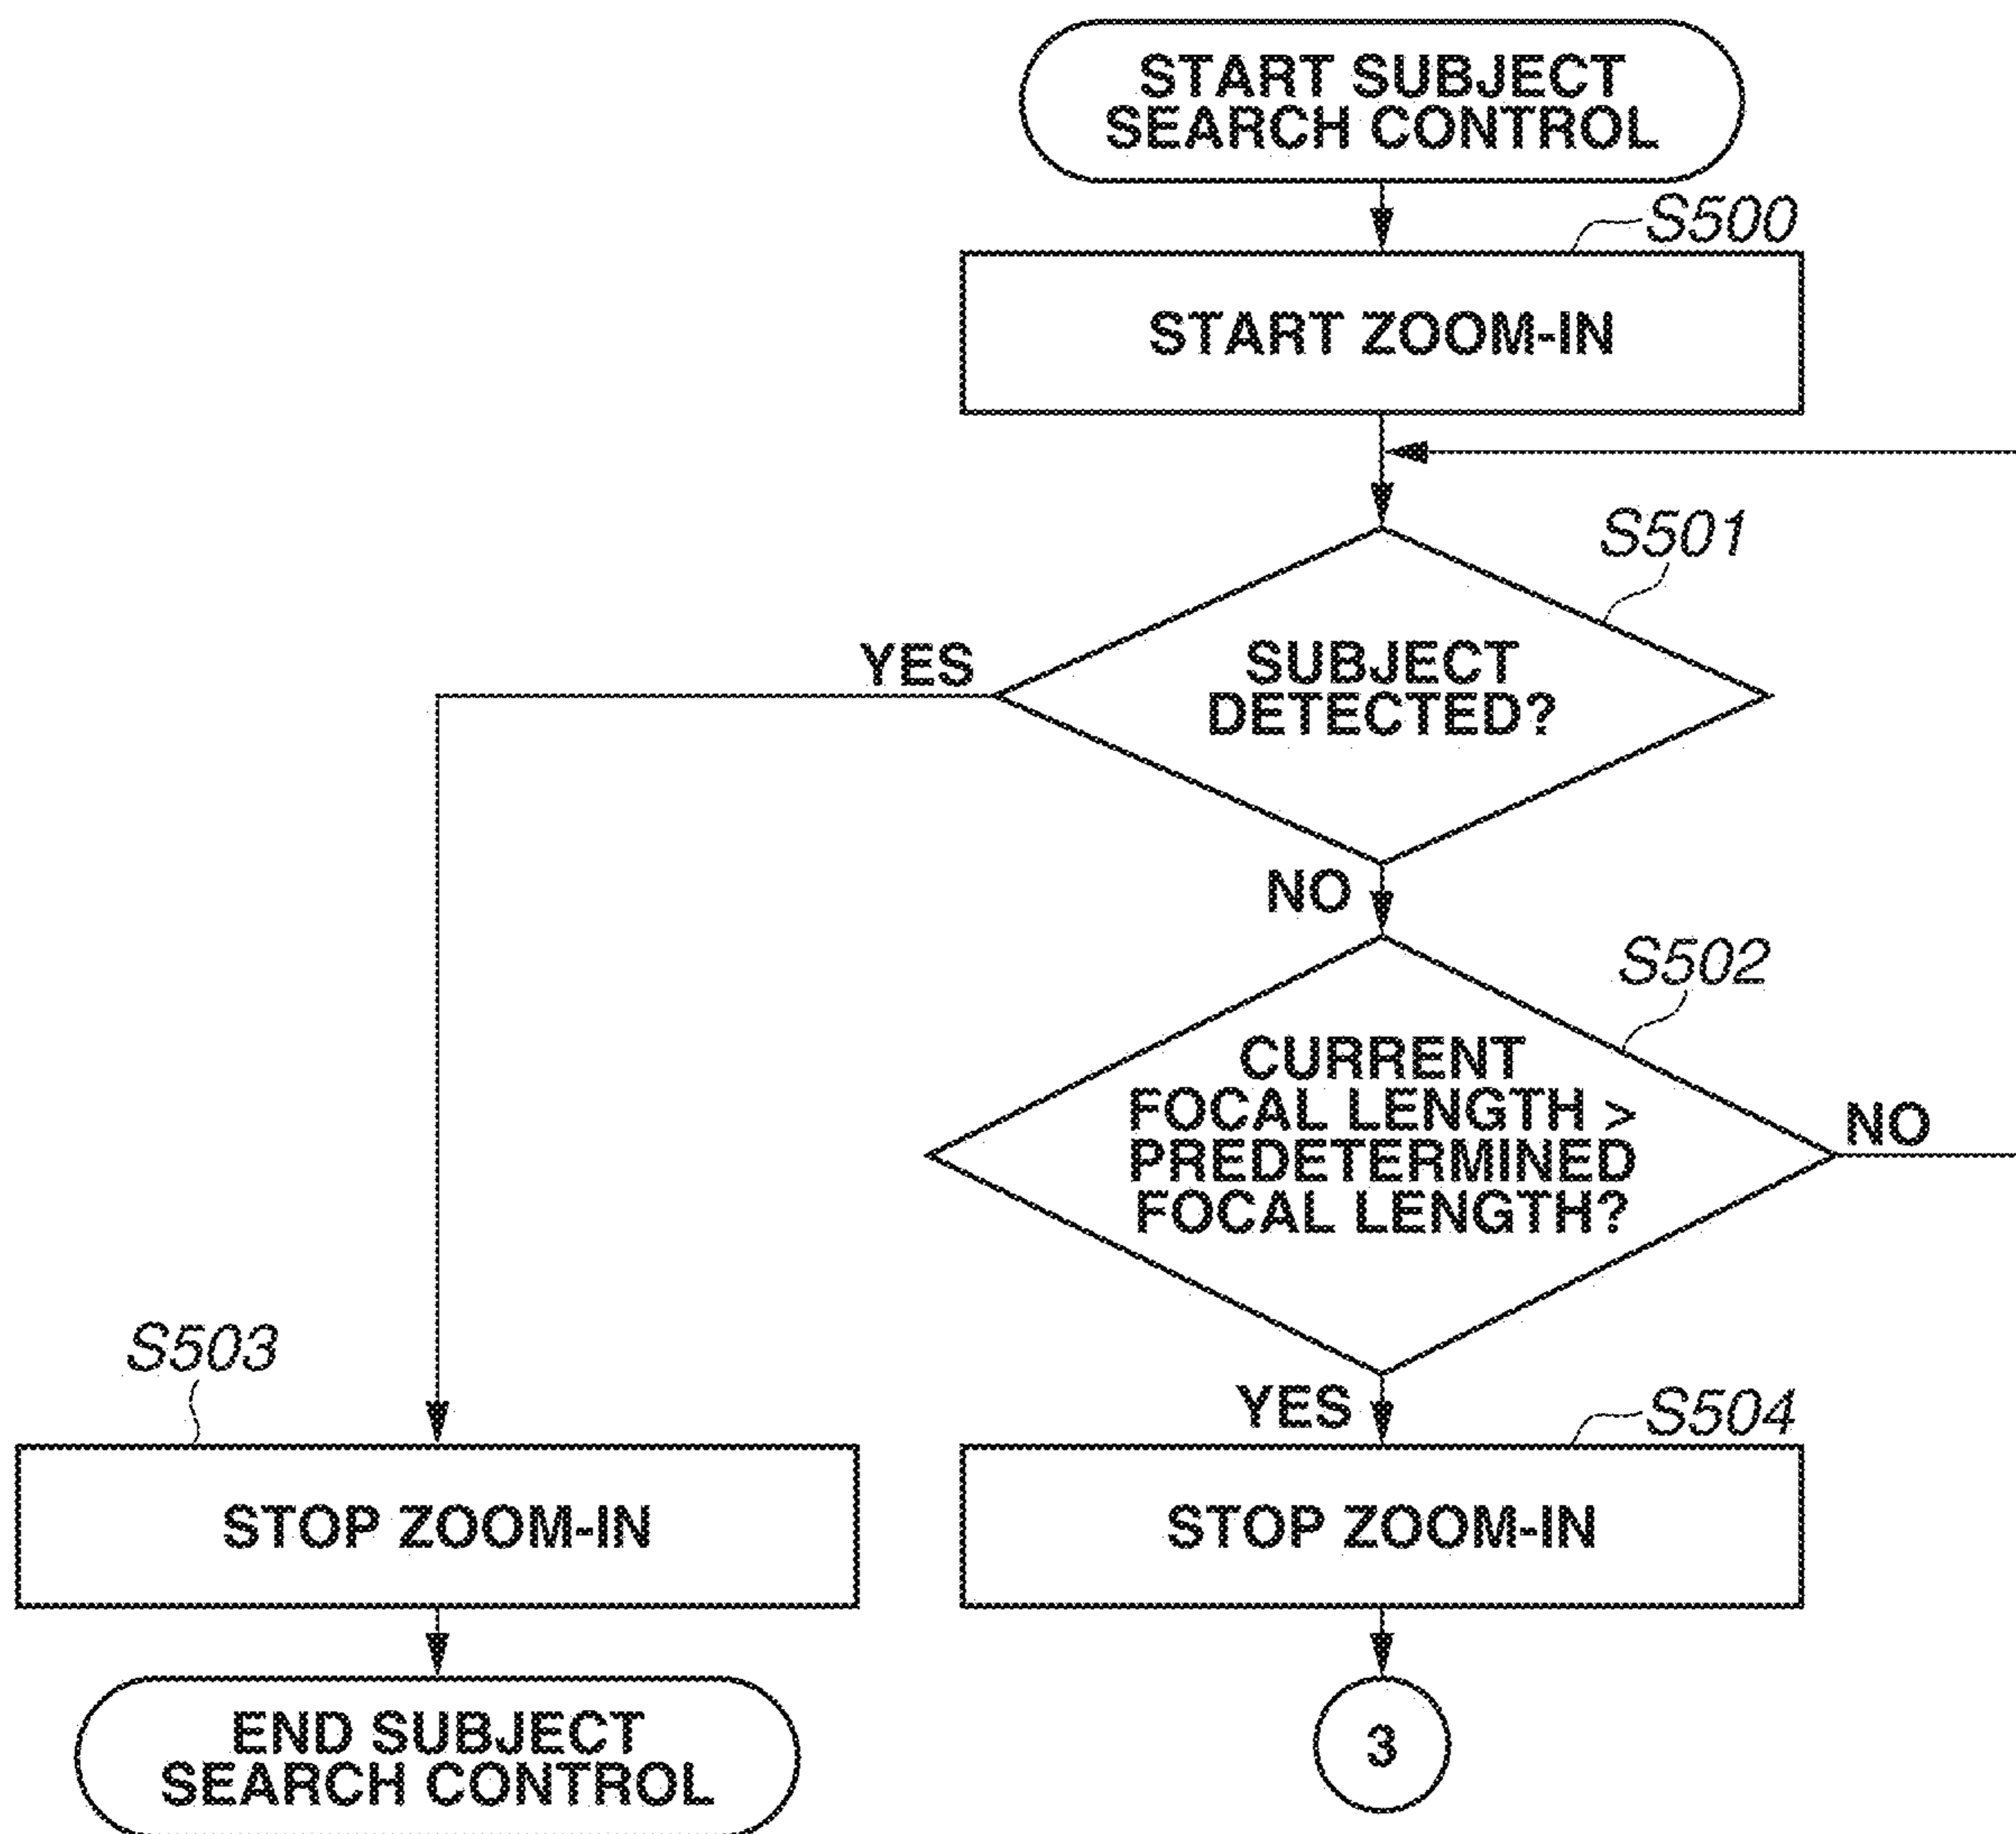 START SUBJECT
SEARCH CONTROL
S500
START ZOOM-IN
S501
SUBJECT
DETECTED?
YES
NO
S502
CURRENT
FOCAL LENGTH >
PREDETERMINED
FOCAL LENGTH?
NO
YES
S503
STOP ZOOM-IN
S504
STOP ZOOM-IN
END SUBJECT
SEARCH CONTROL
3